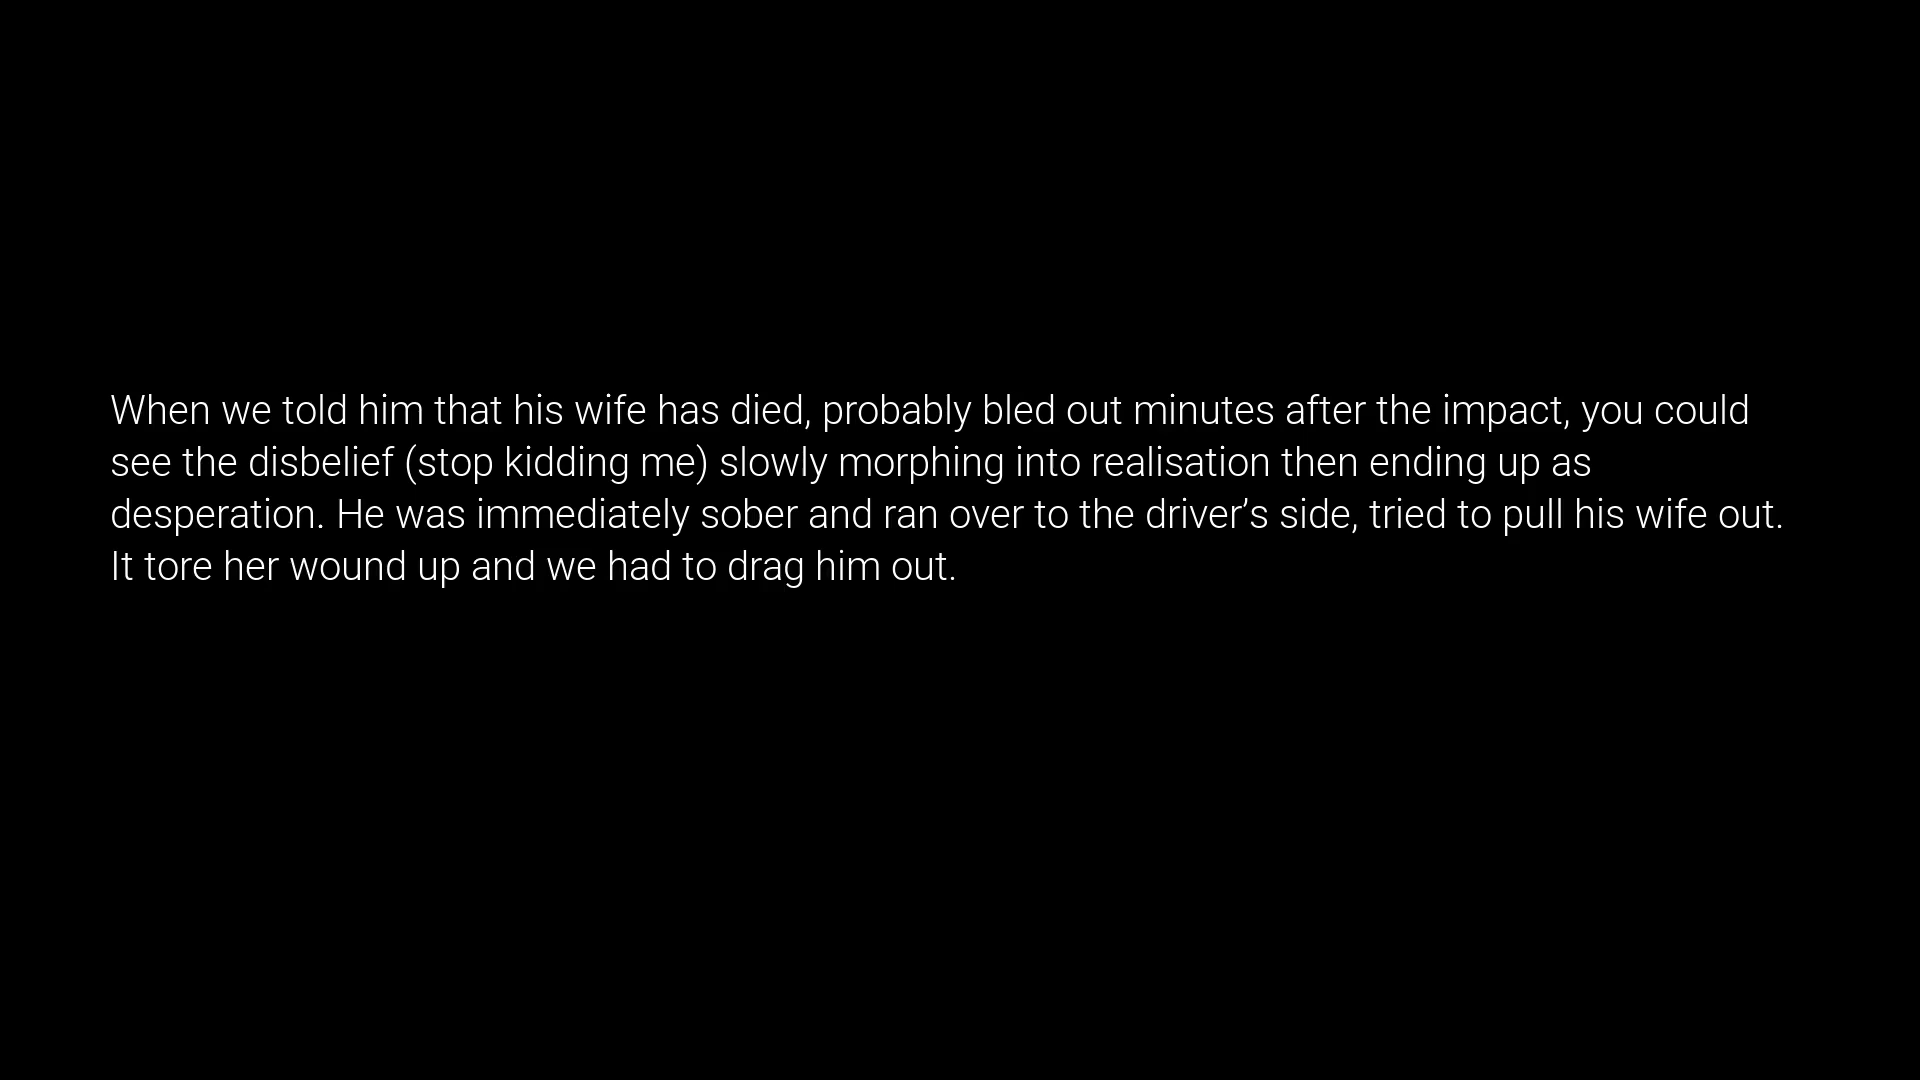 When we told him that his wife has died, probably bled out minutes after the impact, you could
see the disbelief (stop kidding me) slowly morphing into realisation then ending up as
desperation. He was immediately sober and ran over to the driver’s side, tried to pull his wife out.
It tore her wound up and we had to drag him out.